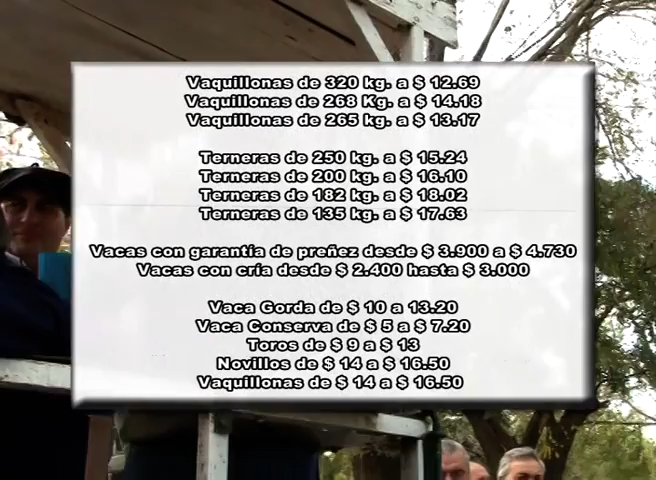 Vaquillonas de 320 kg. a $ 12.69
Vaquillonas de 268 Kg. a $ 14.18
Vaquillonas de 265 kg. a $ 13.17
Terneras de 250 kg. a $ 15.24
Terneras de 200 kg. a $ 16.10
Terneras de 182 kg. a $ 18.02
Terneras de 135 kg. a $ 17.63
Vacas con garantía de preñez desde $ 3.900 a $ 4.730
Vacas con cría desde $ 2.400 hasta $ 3.000
Vaca Gorda de $ 10 a 13.20
Vaca Conserva de $ 5 a $ 7.20
Toros de $ 9 a $ 13
Novillos de $ 14 a $ 16.50
Vaquillonas de $ 14 a $ 16.50